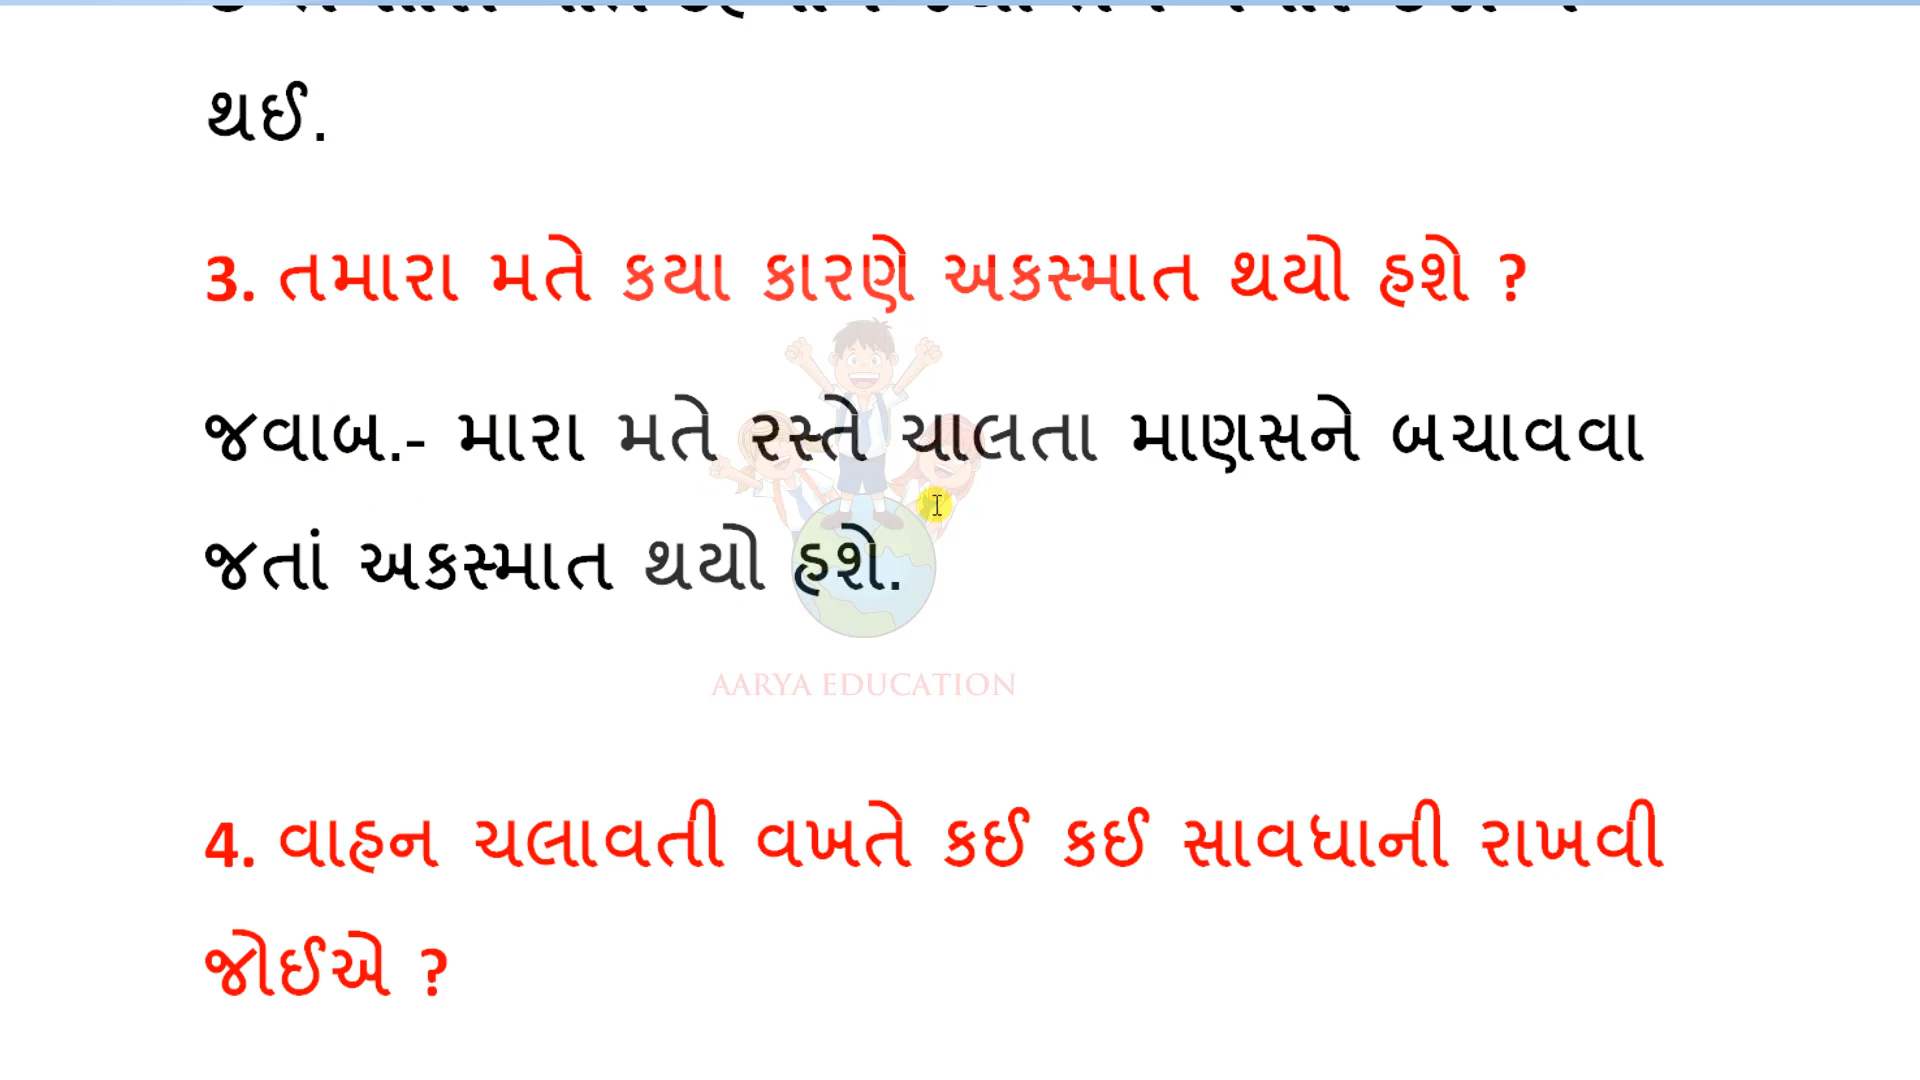 થઈ.
3. તમારા મતે કયા કારણે અકસ્માત થયો હશે ?
જવાબ.- મારા મતે રસ્તે ચાલતા માણસને બચાવવા
જતાં અકસ્માત થયો હશે.
AARYA EDUCATION
4. વાહન ચલાવતી વખતે કઈ કઈ સાવધાની રાખવી
જોઈએ ?